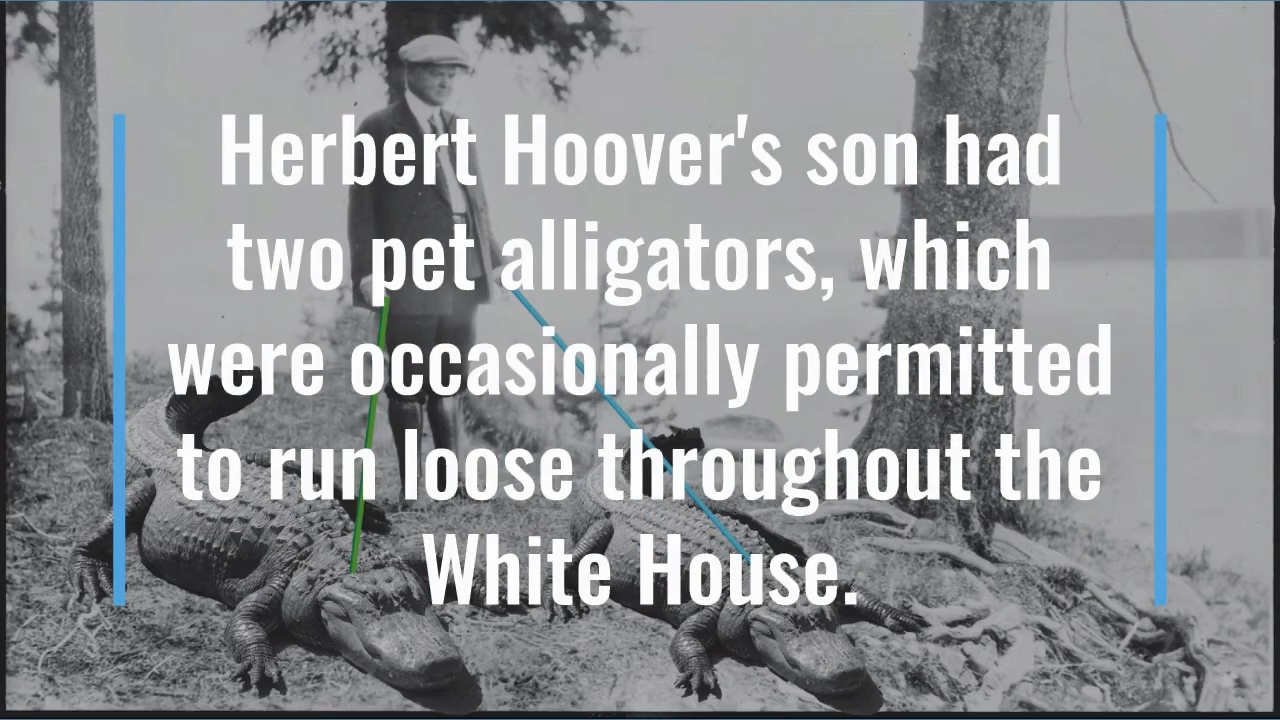 Herbert Hoover's son had
two pet alligators, which
were occasionally permitted
to run loose throughout the
White House.